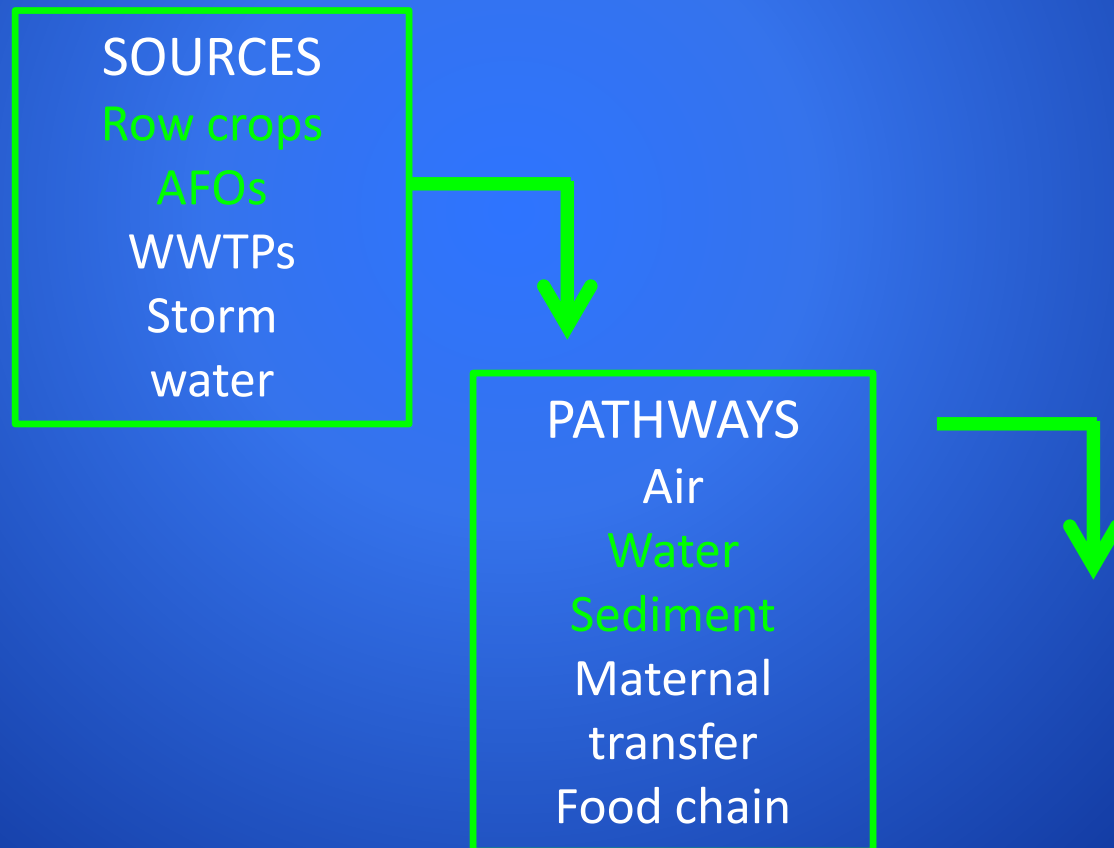 SOURCES
Row crops
AFOs
WWTPs
Storm
water
PATHWAYS
Air
Water
Sediment
Maternal
transfer
Food chain